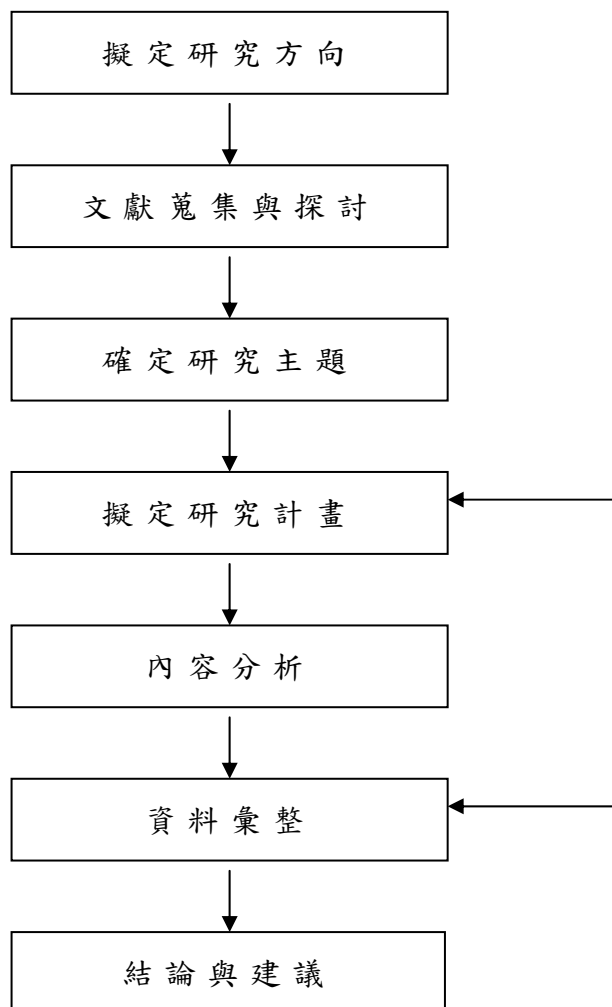 擬定研究方向
文獻蒐集與探討
確定研究主題
擬定研究計畫
內容分析
資料彙整
結論與建議